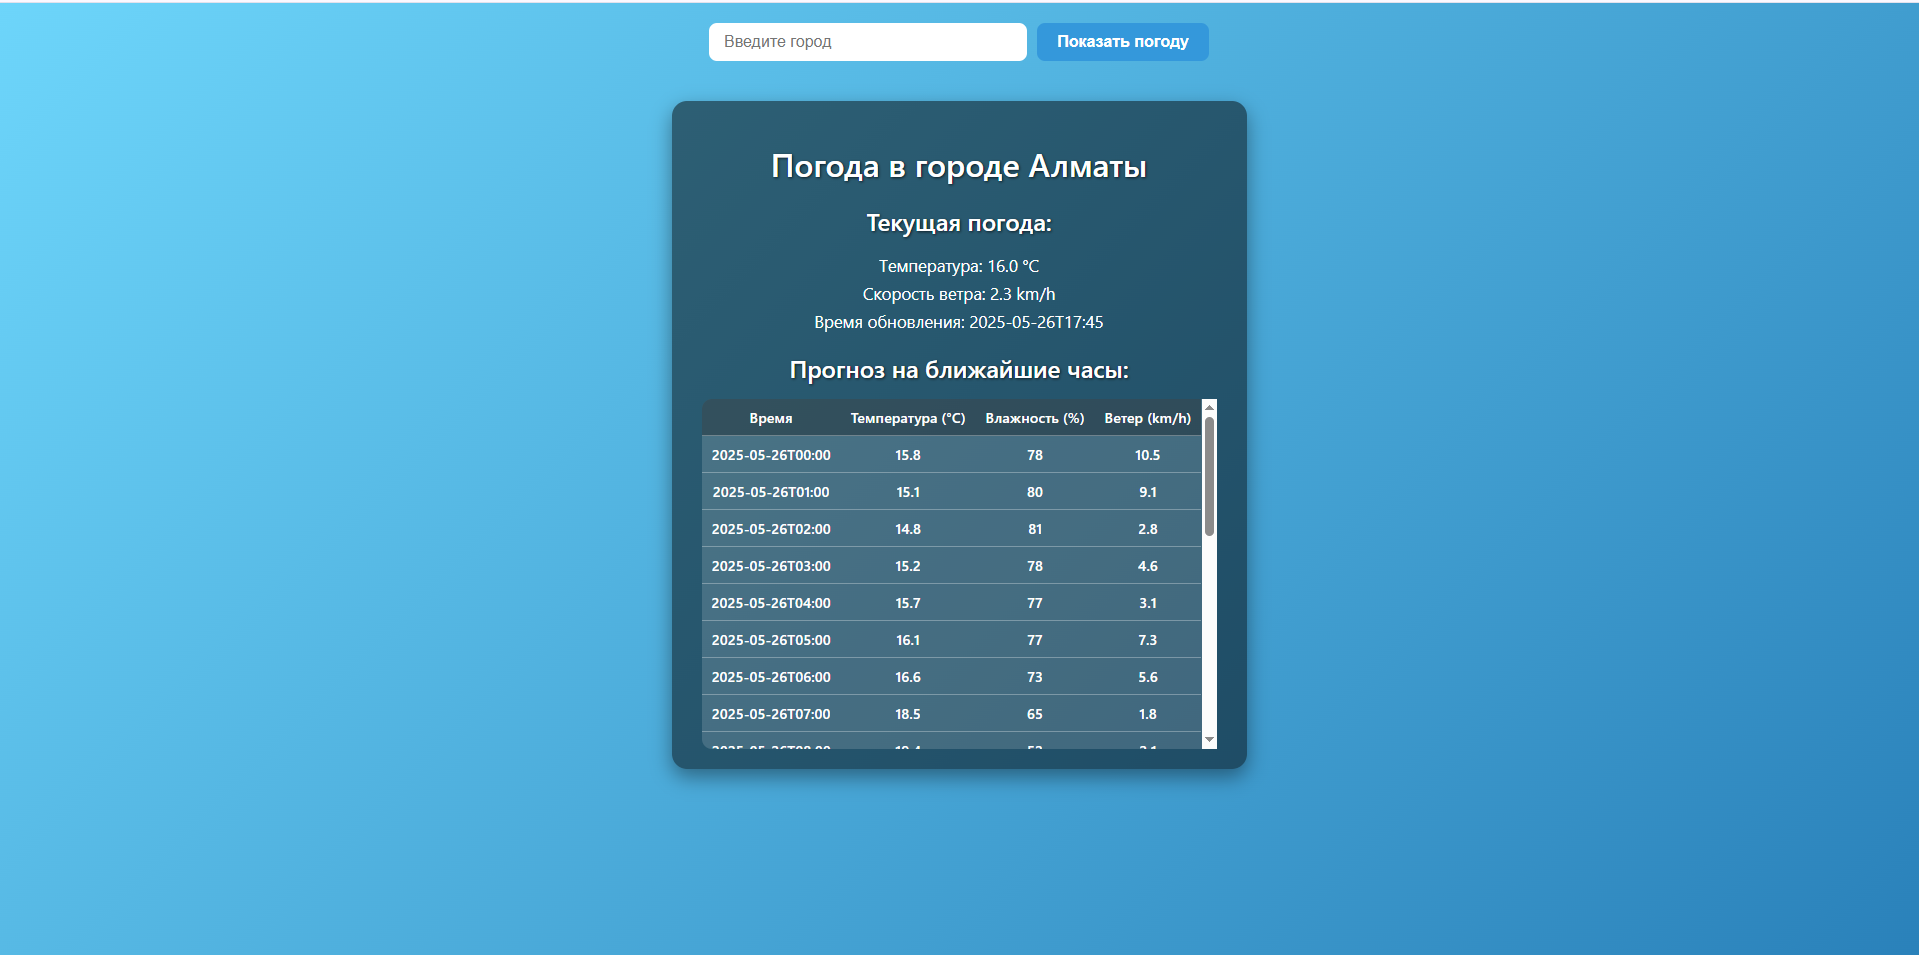 Введите город
Показать погоду
Погода в городе Алматы
Текущая погода:
Температура: 16.0 °C
Скорость ветра: 2.3 km/h
Время обновления: 2025-05-26T17:45
Прогноз на ближайшие часы:
Время Температура (°C) Влажность (%) Ветер (km/h)
2025-05-26T00:00 15.8 78 10.5
2025-05-26T01:00 15.1 80 9.1
2025-05-26T02:00 14.8 81 2.8
2025-05-26T03:00 15.2 78 4.6
2025-05-26T04:00 15.7 77 3.1
2025-05-26T05:00 16.1 77 7.3
2025-05-26T06:00 16.6 73 5.6
2025-05-26T07:00 18.5 65 1.8